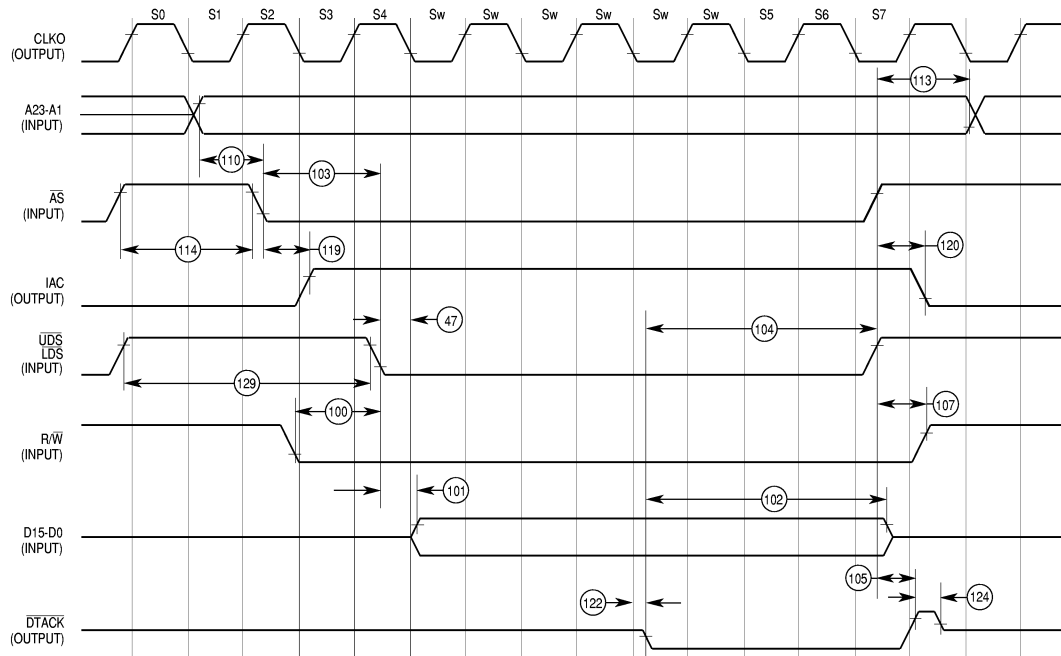 S0 S1 S2 S3 S4 Sw Sw Sw Sw Sw Sw S5 S6 S7
CLKO
(OUTPUT)
113
A23-A1
(INPUT)
110
103
AS
(INPUT)
114
119
120
IAC
(OUTPUT)
47
104
UDS
LDS
(INPUT)
129
100
107
R/W
(INPUT)
101
102
D15-D0
(INPUT)
105
122
124
DTACK
(OUTPUT)